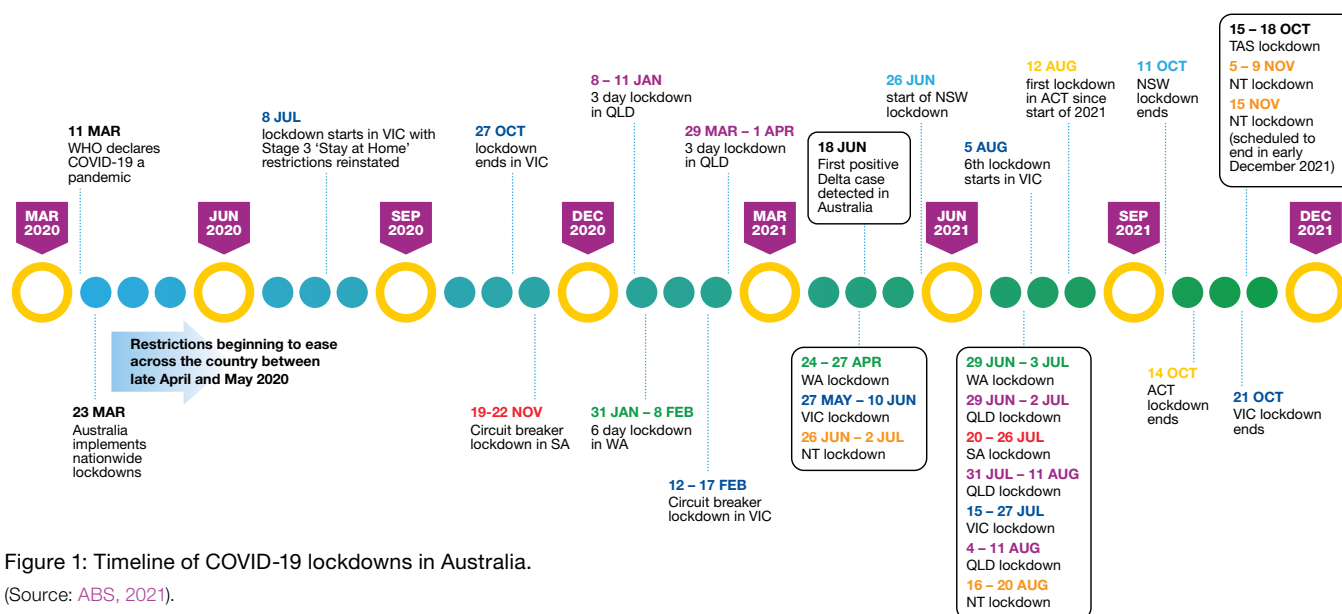 11 MAR
WHO declares
COVID-19 a
pandemic
8 JUL
lockdown starts in VIC with
Stage 3 ‘Stay at Home’
restrictions reinstated
27 OCT
lockdown
ends in VIC
8 – 11 JAN
3 day lockdown
in QLD
29 MAR – 1 APR
3 day lockdown
in QLD
18 JUN
First positive
Delta case
detected in
Australia
26 JUN
start of NSW
lockdown
5 AUG
6th lockdown
starts in VIC
12 AUG
first lockdown
in ACT since
start of 2021
11 OCT
NSW
lockdown
ends
15 – 18 OCT
TAS lockdown
5 – 9 NOV
NT lockdown
15 NOV
NT lockdown
(scheduled to
end in early
December 2021)
MAR
2020
JUN
2020
SEP
2020
DEC
2020
MAR
2021
JUN
2021
SEP
2021
DEC
2021
Restrictions beginning to ease
across the country between
late April and May 2020
23 MAR
Australia
implements
nationwide
lockdowns
19-22 NOV
Circuit breaker
lockdown in SA
31 JAN – 8 FEB
6 day lockdown
in WA
12 – 17 FEB
Circuit breaker
lockdown in VIC
24 – 27 APR
WA lockdown
27 MAY – 10 JUN
VIC lockdown
26 JUN – 2 JUL
NT lockdown
29 JUN – 3 JUL
WA lockdown
29 JUN – 2 JUL
QLD lockdown
20 – 26 JUL
SA lockdown
31 JUL – 11 AUG
QLD lockdown
15 – 27 JUL
VIC lockdown
4 – 11 AUG
QLD lockdown
16 – 20 AUG
NT lockdown
14 OCT
ACT
lockdown
ends
21 OCT
VIC lockdown
ends
Figure 1: Timeline of COVID-19 lockdowns in Australia.
(Source: ABS, 2021).